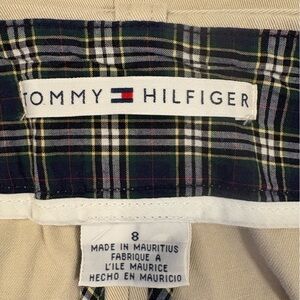 TOMMY HILFIGER
8
MADE IN MAURITIUS
FABRIQUE A
L'ILE MAURICE
HECHO EN MAURICIO